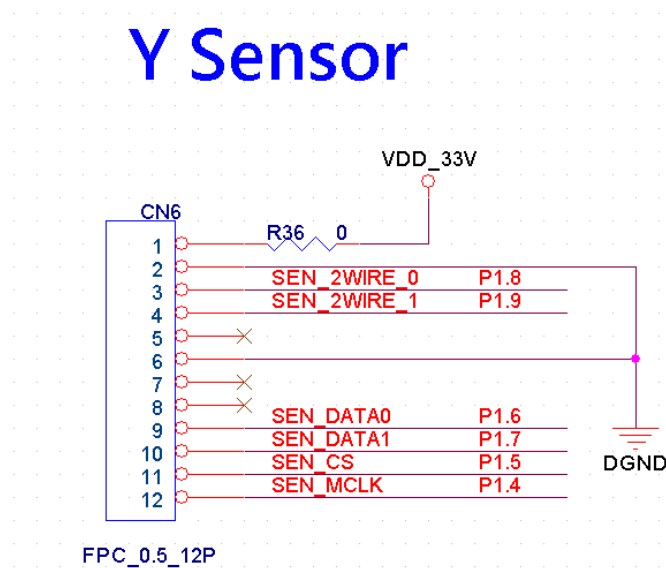 Y Sensor
VDD_33V
CN6
R36 0
1
2
SEN_2WIRE_0 P1.8
3
SEN_2WIRE_1 P1.9
4
5
6
7
8
SEN_DATA0 P1.6
9
SEN_DATA1 P1.7
10
SEN_CS P1.5
11
SEN_MCLK P1.4
12
DGND
FPC_0.5_12P